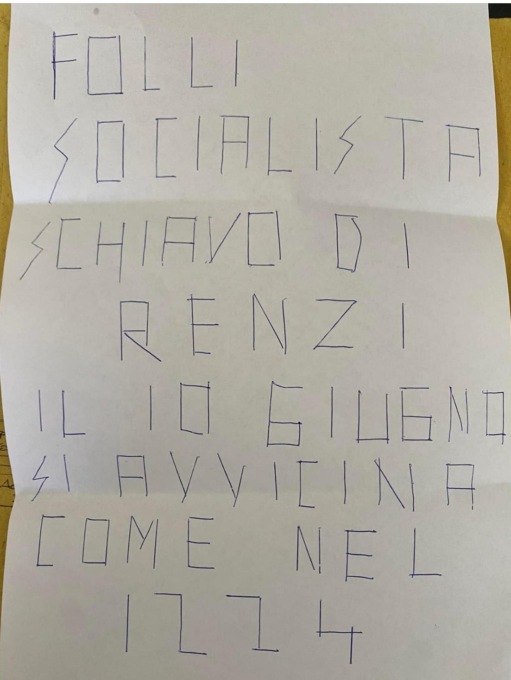 FOLLI
SOCIALISTA
SCHIAVO DI
RENZI
IL 10 GIUGNO
SI AVVICINA
COME NEL
1224